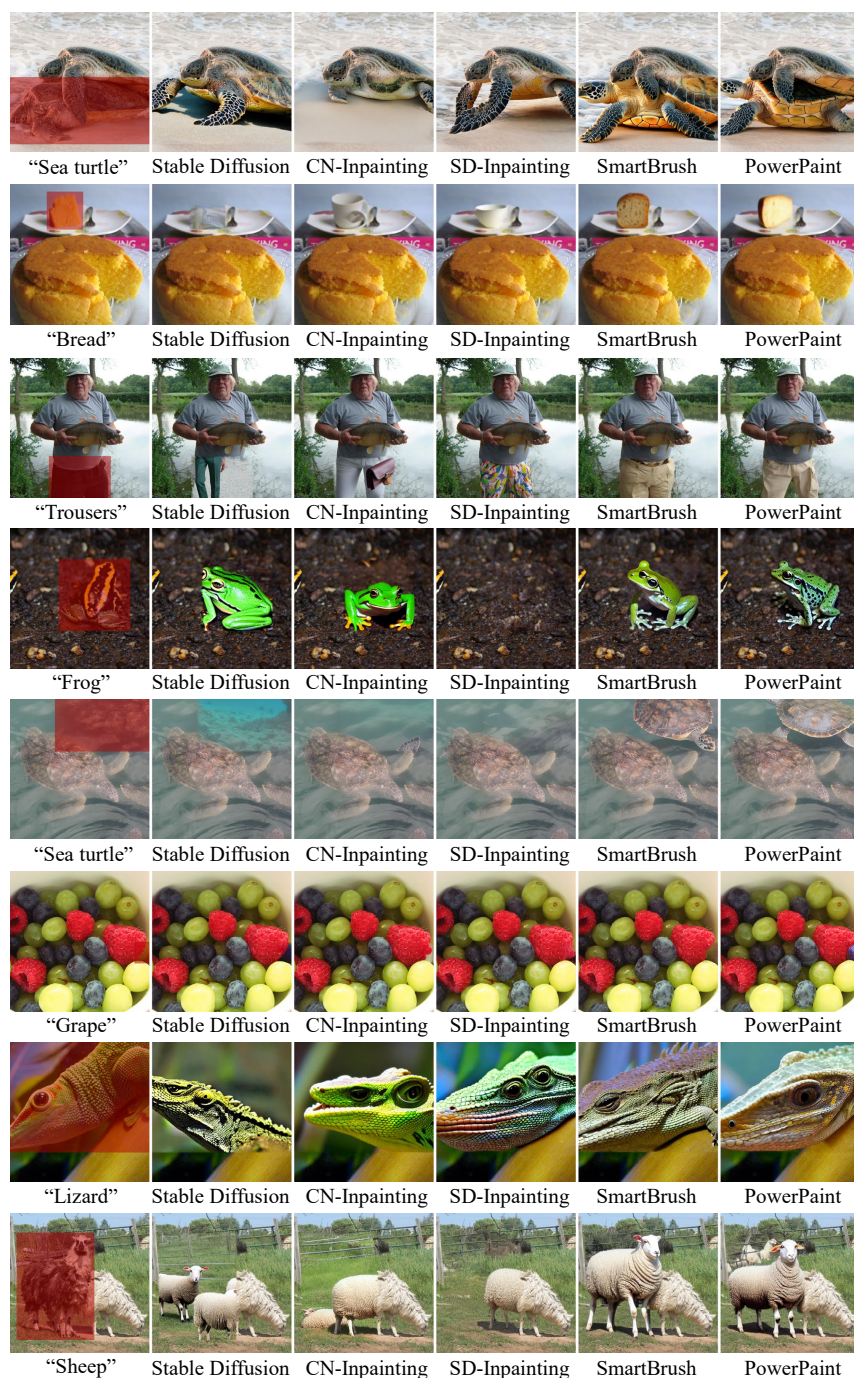 “Sea turtle” Stable Diffusion CN-Inpainting SD-Inpainting SmartBrush PowerPaint
“Bread” Stable Diffusion CN-Inpainting SD-Inpainting SmartBrush PowerPaint
“Trousers” Stable Diffusion CN-Inpainting SD-Inpainting SmartBrush PowerPaint
“Frog” Stable Diffusion CN-Inpainting SD-Inpainting SmartBrush PowerPaint
“Sea turtle” Stable Diffusion CN-Inpainting SD-Inpainting SmartBrush PowerPaint
“Grape” Stable Diffusion CN-Inpainting SD-Inpainting SmartBrush PowerPaint
“Lizard” Stable Diffusion CN-Inpainting SD-Inpainting SmartBrush PowerPaint
“Sheep” Stable Diffusion CN-Inpainting SD-Inpainting SmartBrush PowerPaint